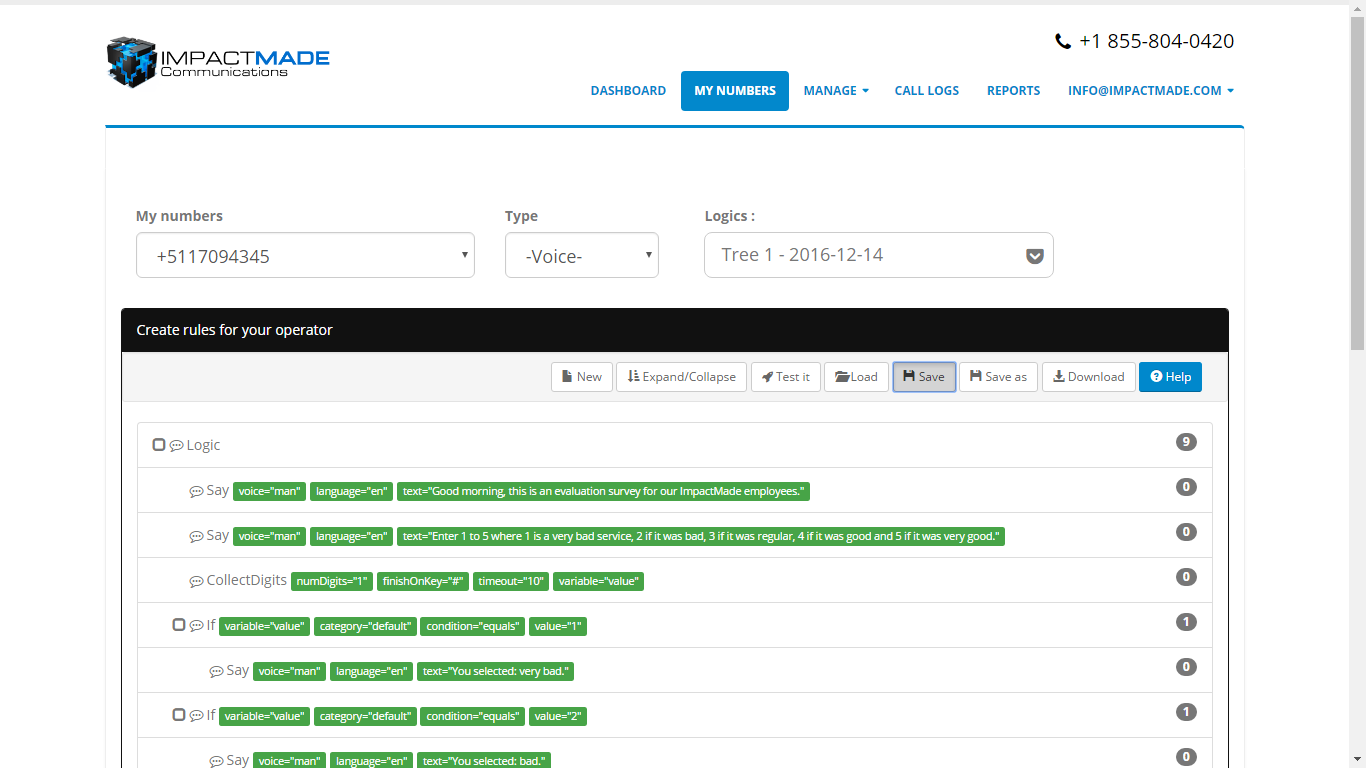 IMPACTMADE
Communications
+1 855-804-0420
DASHBOARD MY NUMBERS MANAGE CALL LOGS REPORTS INFO@IMPACTMADE.COM
My numbers Type Logics :
+5117094345 -Voice- Tree 1 - 2016-12-14
Create rules for your operator
New Expand/Collapse Test it Load Save Save as Download Help
Logic 9
Say voice="man" language="en" text="Good morning, this is an evaluation survey for our ImpactMade employees." 0
Say voice="man" language="en" text="Enter 1 to 5 where 1 is a very bad service, 2 if it was bad, 3 if it was regular, 4 if it was good and 5 if it was very good." 0
CollectDigits numDigits="1" finishOnKey="#" timeout="10" variable="value" 0
If variable="value" category="default" condition="equals" value="1" 1
Say voice="man" language="en" text="You selected: very bad." 0
If variable="value" category="default" condition="equals" value="2" 1
Say voice="man" language="en" text="You selected: bad." 0